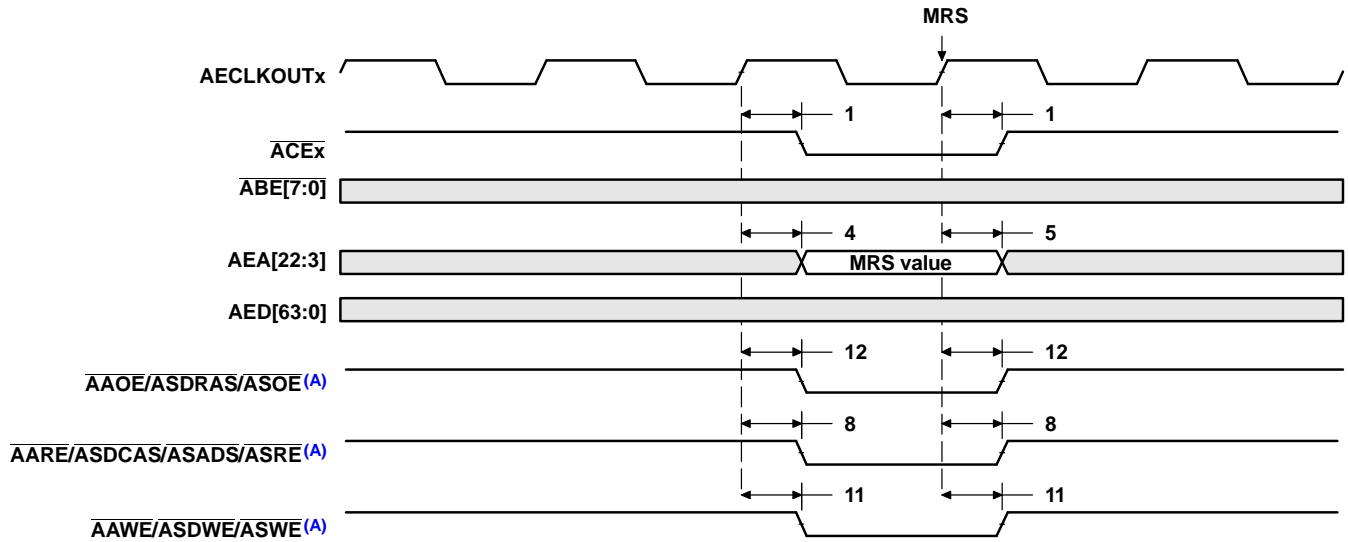 MRS
AECLKOUTx
1 1
ACEx
ABE[7:0]
4 5
AEA[22:3] MRS value
AED[63:0]
12 12
AAOE/ASDRAS/ASOE(A)
8 8
AARE/ASDCAS/ASADS/ASRE(A)
11 11
AAWE/ASDWE/ASWE(A)